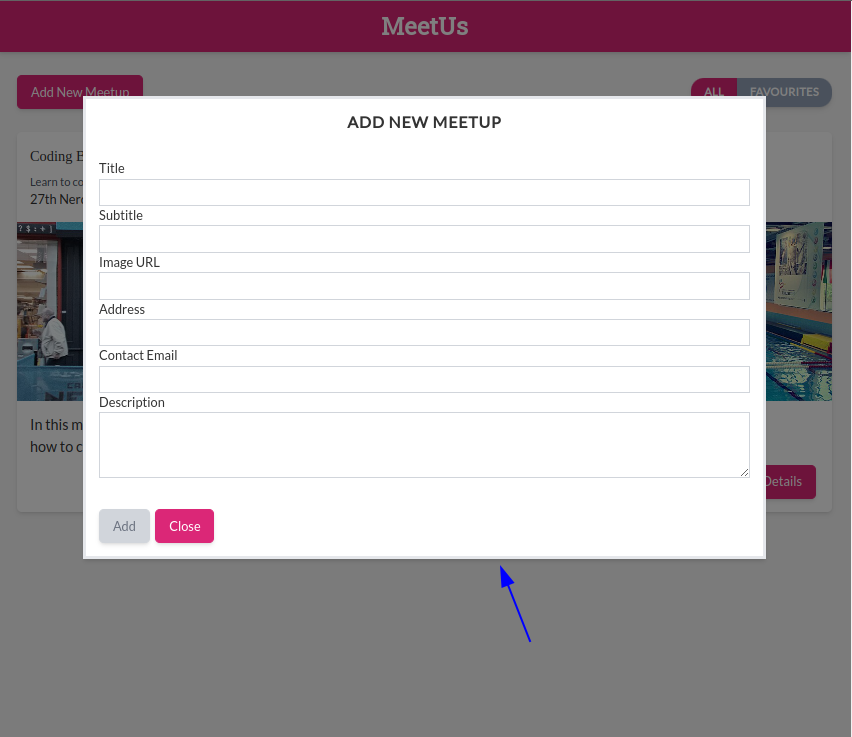 MeetUs
Add New Meetup
ALL FAVOURITES
ADD NEW MEETUP
Coding B
Learn to co
27th Ner
Title
Subtitle
Image URL
Address
Contact Email
Description
In this m
how to c
Details
Add Close